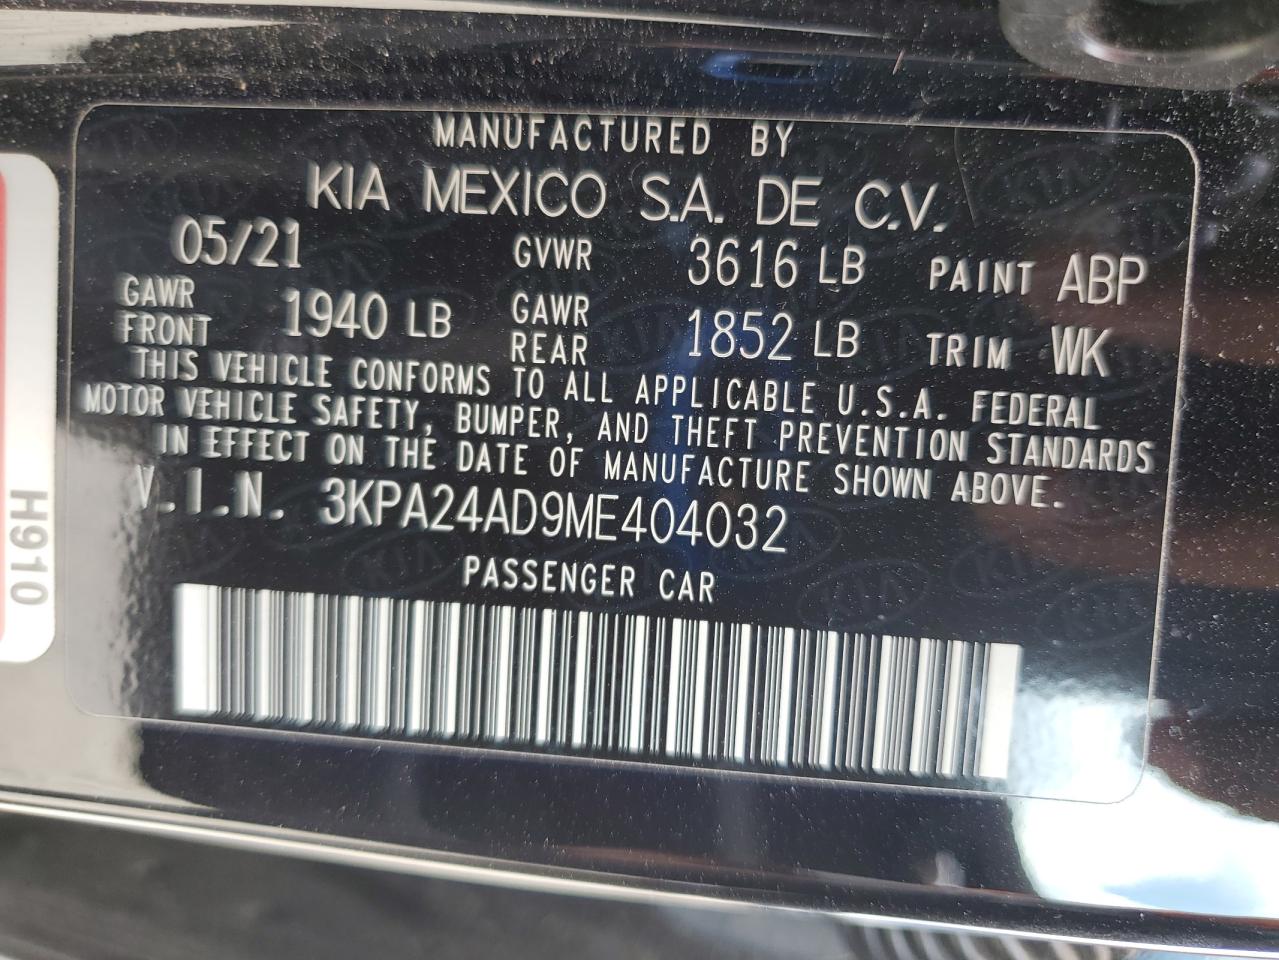 MANUFACTURED BY
KIA MEXICO S.A. DE C.V.
05/21 GVWR 3616 LB PAINT ABP
GAWR FRONT 1940 LB GAWR REAR 1852 LB TRIM WK
THIS VEHICLE CONFORMS TO ALL APPLICABLE U.S.A. FEDERAL
MOTOR VEHICLE SAFETY, BUMPER, AND THEFT PREVENTION STANDARDS
IN EFFECT ON THE DATE OF MANUFACTURE SHOWN ABOVE.
V.I.N. 3KPA24AD9ME404032
PASSENGER CAR
H910